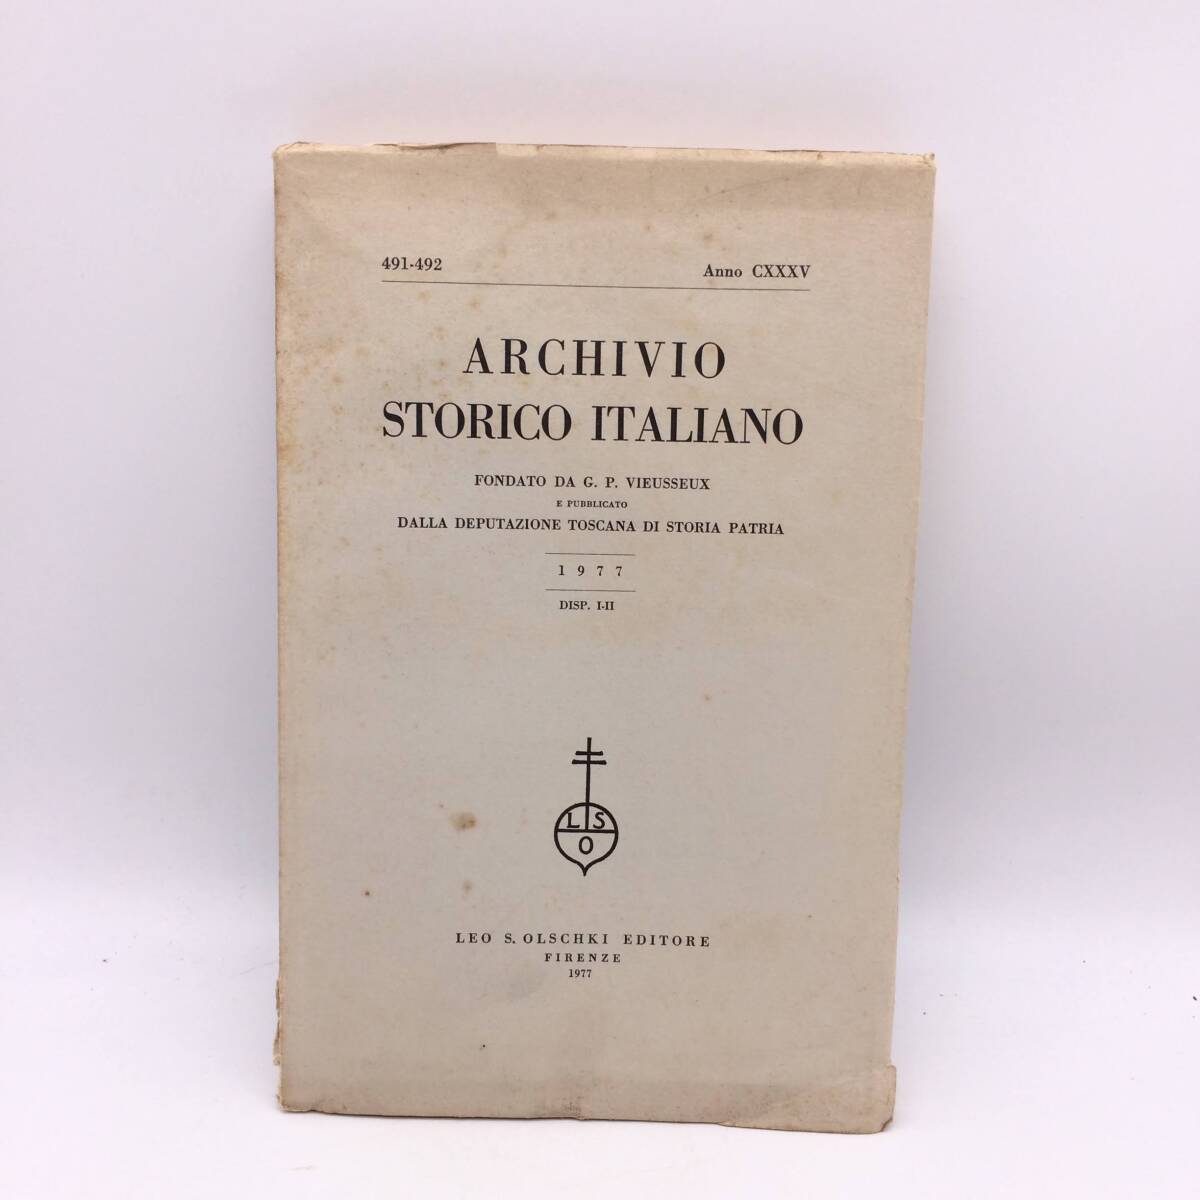 491-492 Anno CXXXV
ARCHIVIO
STORICO ITALIANO
FONDATO DA G. P. VIEUSSEUX
E PUBBLICATO
DALLA DEPUTAZIONE TOSCANA DI STORIA PATRIA
1977
DISP. I-II
L S
O
LEO S. OLSCHKI EDITORE
FIRENZE
1977